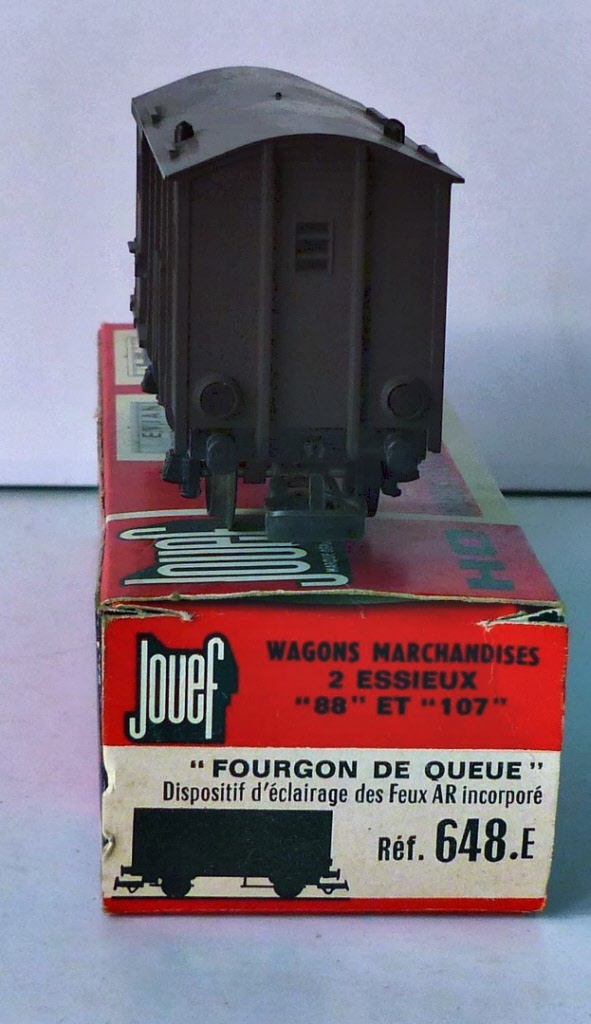 Jouef
HO
Jouef
WAGONS MARCHANDISES
2 ESSIEUX
"88" ET "107"
"FOURGON DE QUEUE"
Dispositif d'éclairage des Feux AR incorporé
Réf. 648.E